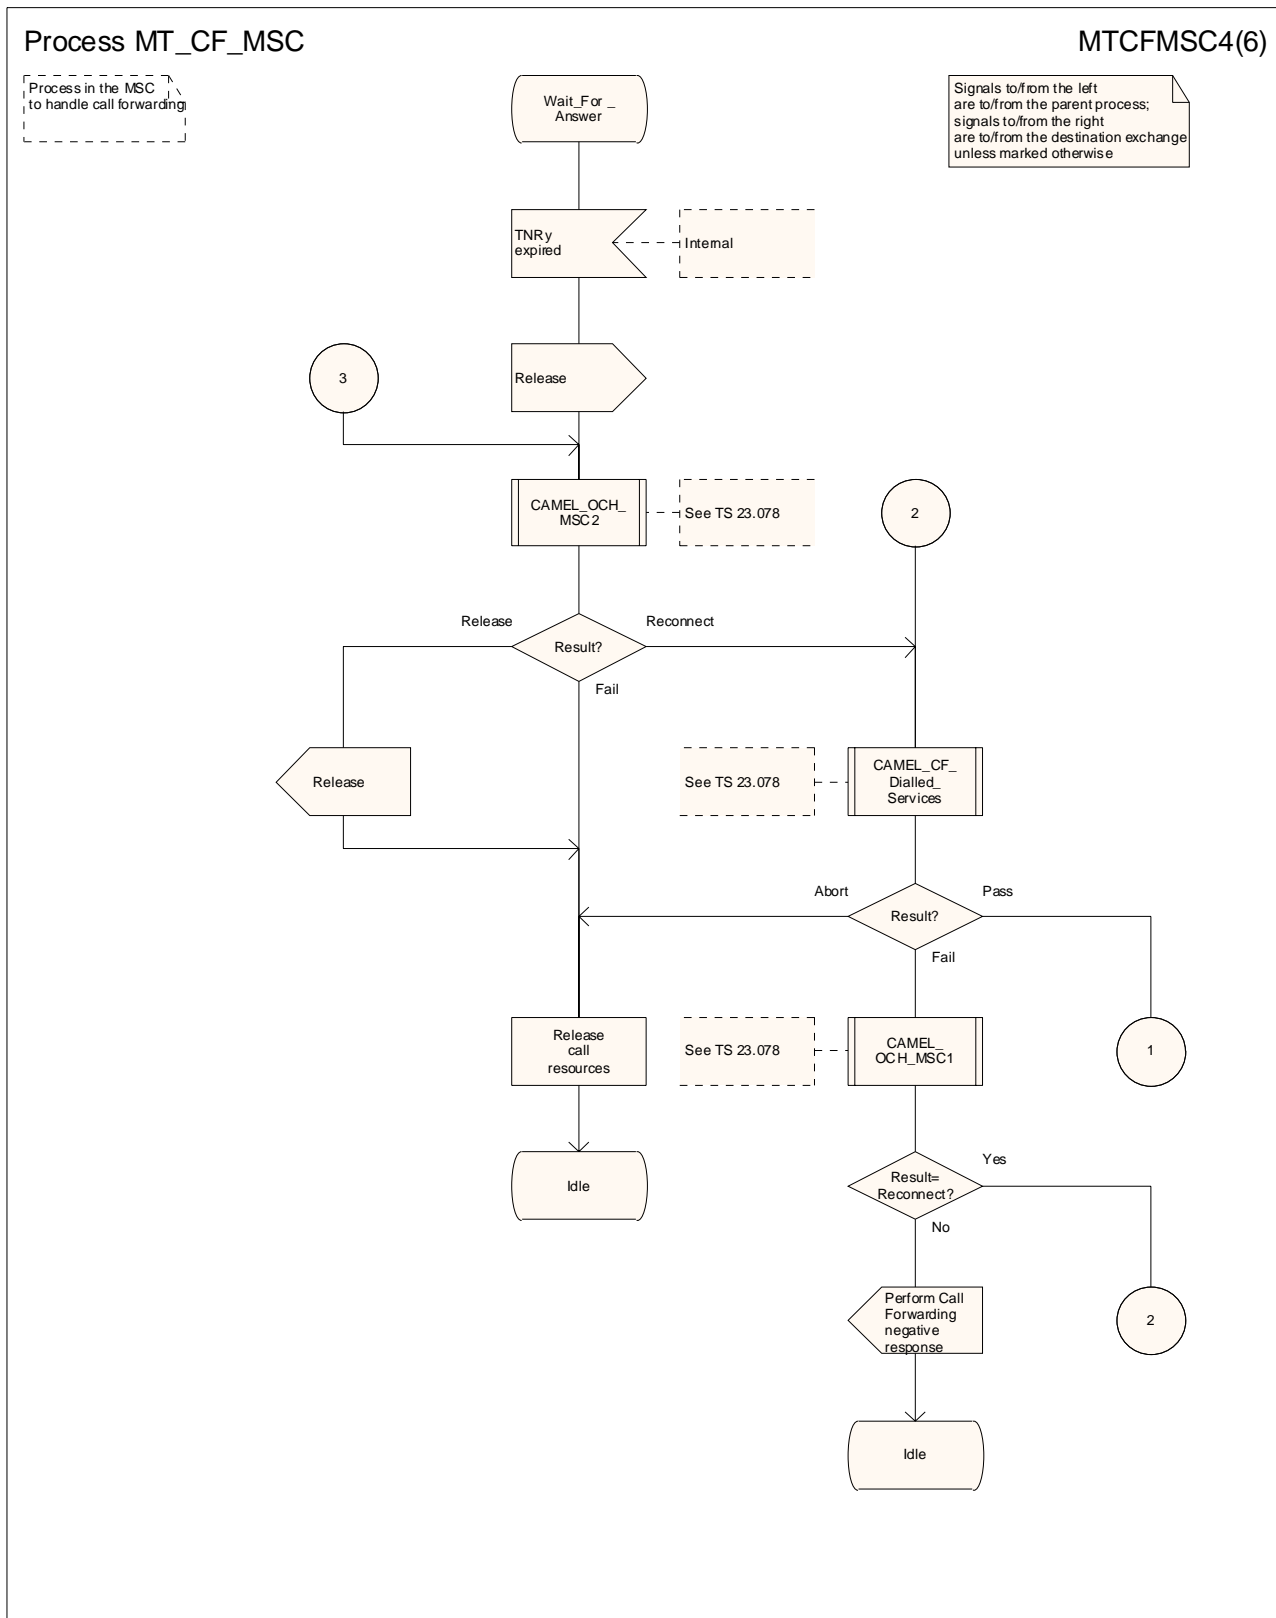 Process MT_CF_MSC
MTCFMSC4(6)
Process in the MSC
to handle call forwarding
Wait_For_
Answer
Signals to/from the left
are to/from the parent process;
signals to/from the right
are to/from the destination exchange
unless marked otherwise
TNRy
expired
Internal
3
Release
CAMEL_OCH_
MSC2
See TS 23.078
2
Release
Result?
Reconnect
Fail
Release
See TS 23.078
CAMEL_CF_
Dialled_
Services
Abort
Result?
Pass
Fail
Release
call
resources
See TS 23.078
CAMEL_
OCH_MSC1
1
Idle
Result=
Reconnect?
Yes
No
Perform Call
Forwarding
negative
response
2
Idle